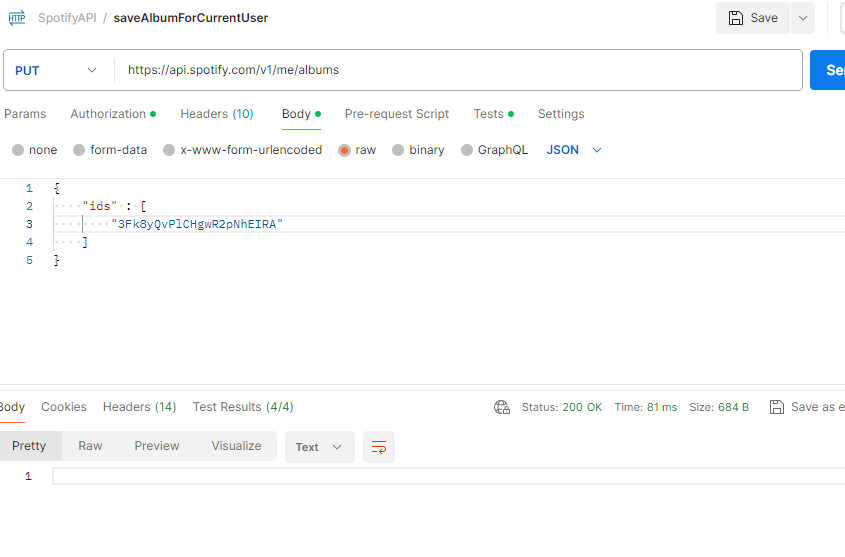 HTTP SpotifyAPI / saveAlbumForCurrentUser Save
PUT https://api.spotify.com/v1/me/albums Se
Params Authorization Headers (10) Body Pre-request Script Tests Settings
none form-data x-www-form-urlencoded raw binary GraphQL JSON
1 {
2 "ids" : [
3 "3Fk8yQvPlCHgwR2pNhEIRA"
4 ]
5 }
Body Cookies Headers (14) Test Results (4/4) Status: 200 OK Time: 81 ms Size: 684 B Save as e
Pretty Raw Preview Visualize Text
1